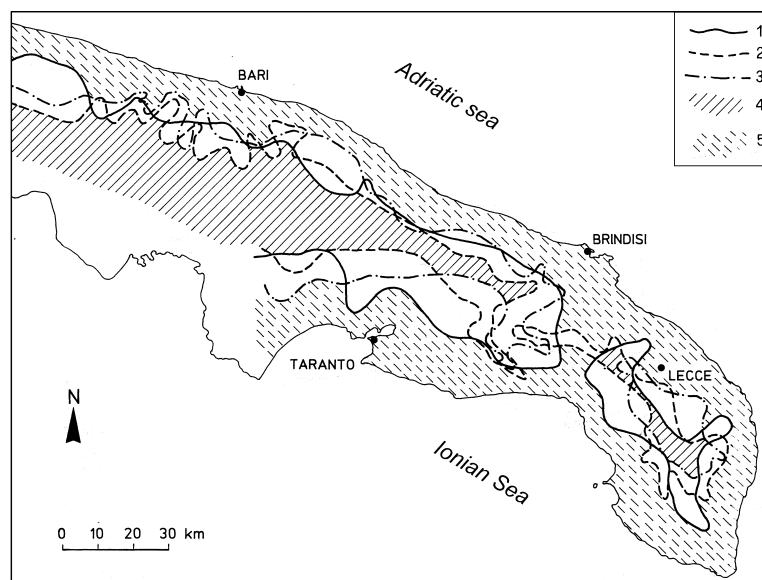 BARI
Adriatic sea
1
2
3
4
5
BRINDISI
TARANTO
LECCE
N
Ionian Sea
0 10 20 30 km